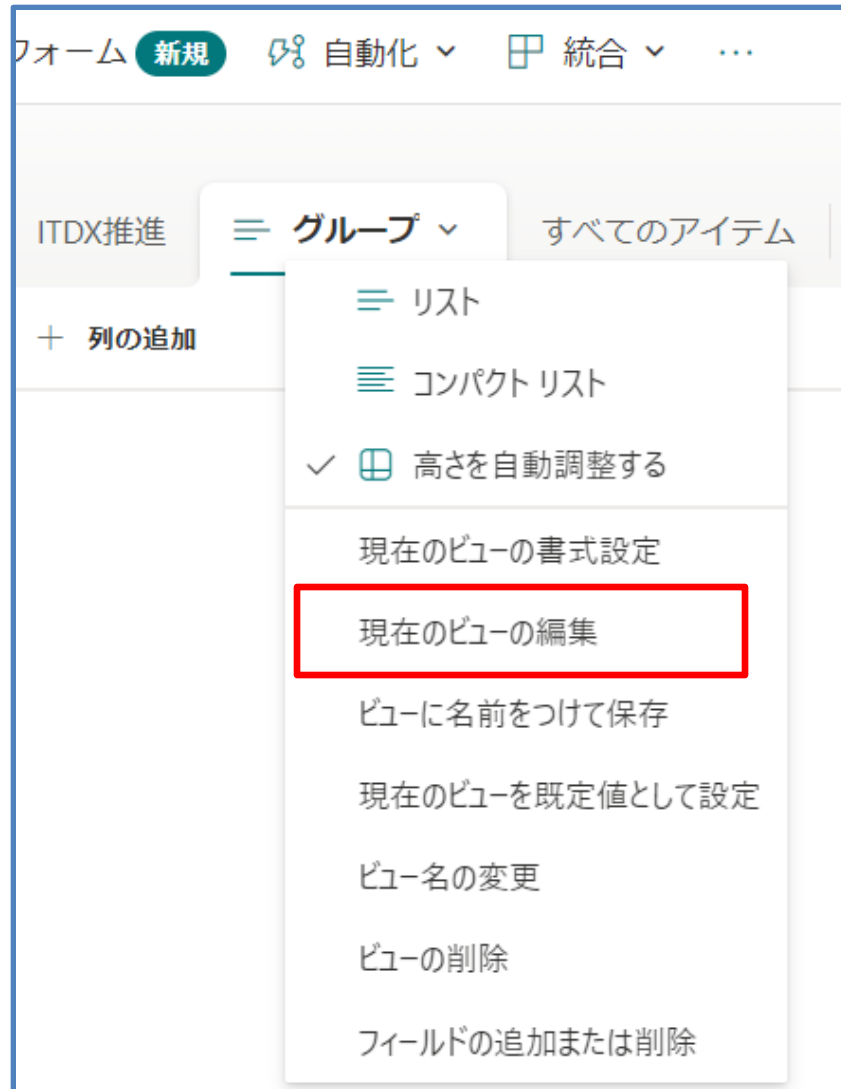 フォーム 新規 自動化 統合 …
ITDX推進 グループ すべてのアイテム
+ 列の追加
リスト
コンパクト リスト
高さを自動調整する
現在のビューの書式設定
現在のビューの編集
ビューに名前をつけて保存
現在のビューを既定値として設定
ビュー名の変更
ビューの削除
フィールドの追加または削除